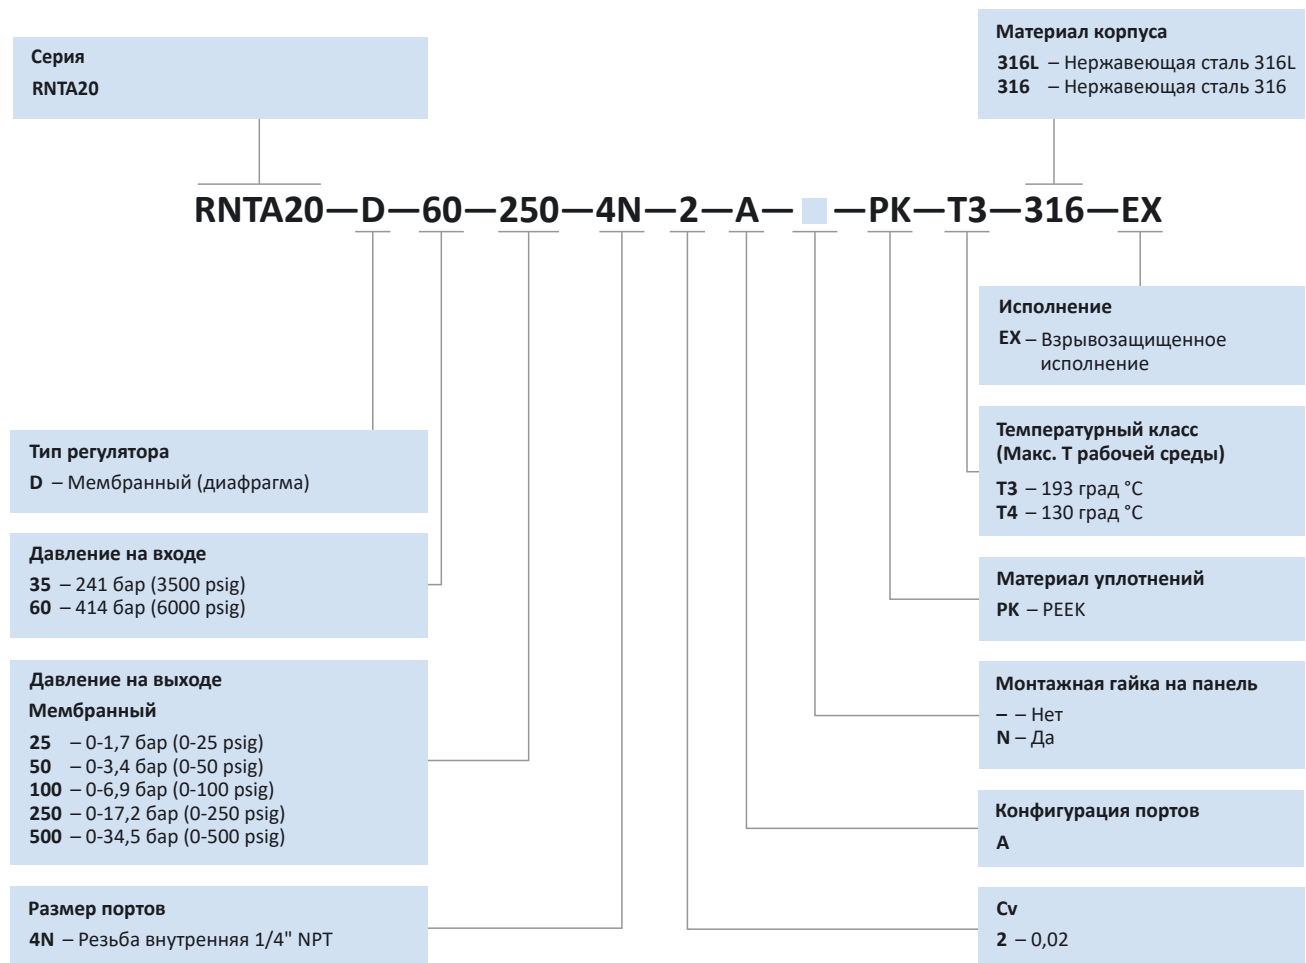 Серия
RNTA20
Материал корпуса
316L – Нержавеющая сталь 316L
316 – Нержавеющая сталь 316
RNTA20—D—60—250—4N—2—A— —PK—T3—316—EX
Тип регулятора
D – Мембранный (диафрагма)
Давление на входе
35 – 241 бар (3500 psig)
60 – 414 бар (6000 psig)
Давление на выходе
Мембранный
25 – 0-1,7 бар (0-25 psig)
50 – 0-3,4 бар (0-50 psig)
100 – 0-6,9 бар (0-100 psig)
250 – 0-17,2 бар (0-250 psig)
500 – 0-34,5 бар (0-500 psig)
Размер портов
4N – Резьба внутренняя 1/4" NPT
Исполнение
EX – Взрывозащищенное
исполнение
Температурный класс
(Макс. Т рабочей среды)
T3 – 193 град °C
T4 – 130 град °C
Материал уплотнений
PK – PEEK
Монтажная гайка на панель
– – Нет
N – Да
Конфигурация портов
A
Cv
2 – 0,02